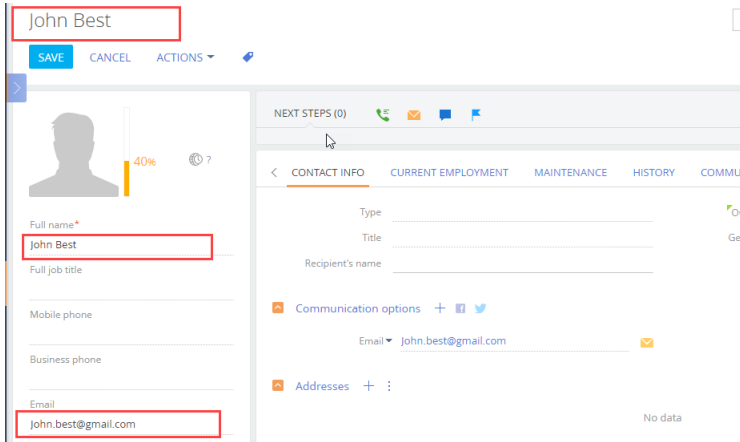 John Best
SAVE CANCEL ACTIONS
40% ?
Full name*
John Best
Full job title
Mobile phone
Business phone
Email
John.best@gmail.com
NEXT STEPS (0)
CONTACT INFO CURRENT EMPLOYMENT MAINTENANCE HISTORY COMMU
Type
Title Ge
Recipient's name
Communication options
Email John.best@gmail.com
Addresses
No data